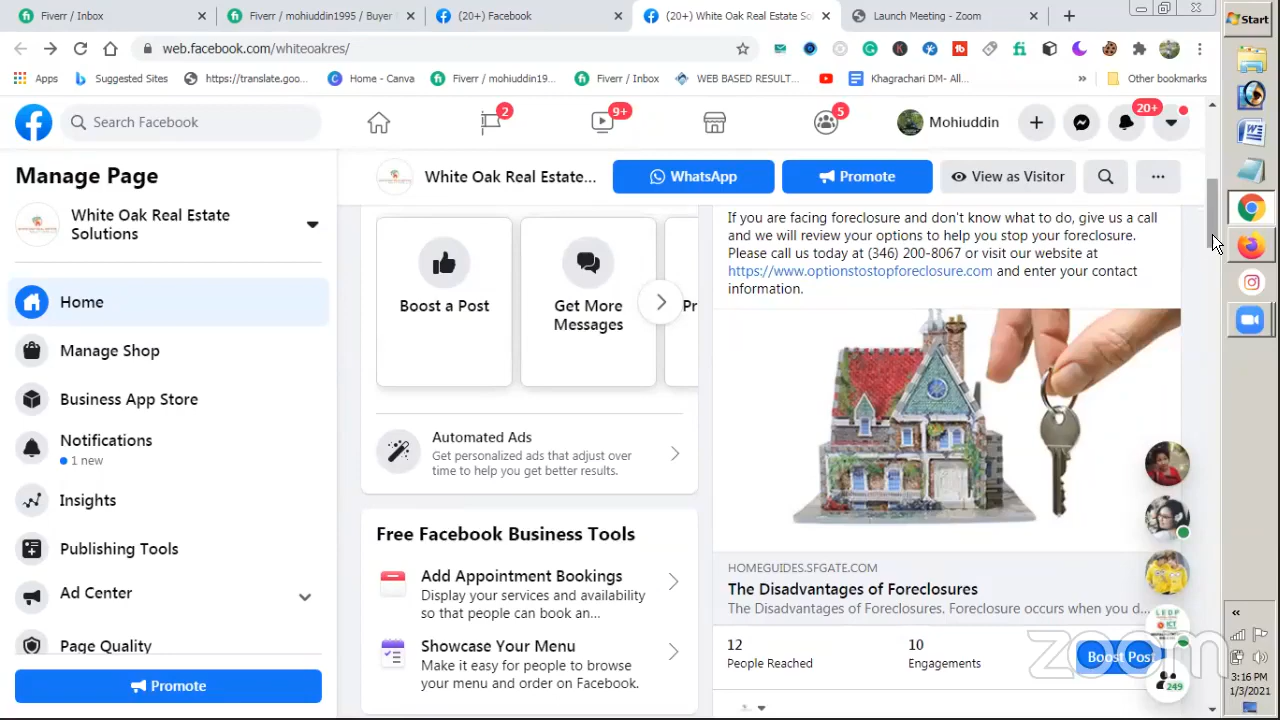 Fiverr / Inbox
Fiverr / mohiuddin1995 / Buyer
(20+) Facebook
(20+) White Oak Real Estate So
Launch Meeting - Zoom
Start
web.facebook.com/whiteoakres/
Apps
Suggested Sites
https://translate.goo...
Home - Canva
Fiverr / mohiuddin19...
Fiverr / Inbox
WEB BASED RESULT...
Khagrachari DM- All...
Other bookmarks
Search Facebook
2
9+
5
Mohiuddin
20+
Manage Page
White Oak Real Estate
Solutions
Home
Manage Shop
Business App Store
Notifications
1 new
Insights
Publishing Tools
Ad Center
Page Quality
Promote
White Oak Real Estate...
WhatsApp
Promote
View as Visitor
Boost a Post
Get More
Messages
Pr
Automated Ads
Get personalized ads that adjust over
time to help you get better results.
Free Facebook Business Tools
Add Appointment Bookings
Display your services and availability
so that people can book an...
Showcase Your Menu
Make it easy for people to browse
your menu and order on Facebook.
If you are facing foreclosure and don't know what to do, give us a call
and we will review your options to help you stop your foreclosure.
Please call us today at (346) 200-8067 or visit our website at
https://www.optionstostopforeclosure.com and enter your contact
information.
HOMEGUIDES.SFGATE.COM
The Disadvantages of Foreclosures
The Disadvantages of Foreclosures. Foreclosure occurs when you d...
12
People Reached
10
Engagements
Boost Post
LEDP
ICT
249
zoom
3:16 PM
1/3/2021